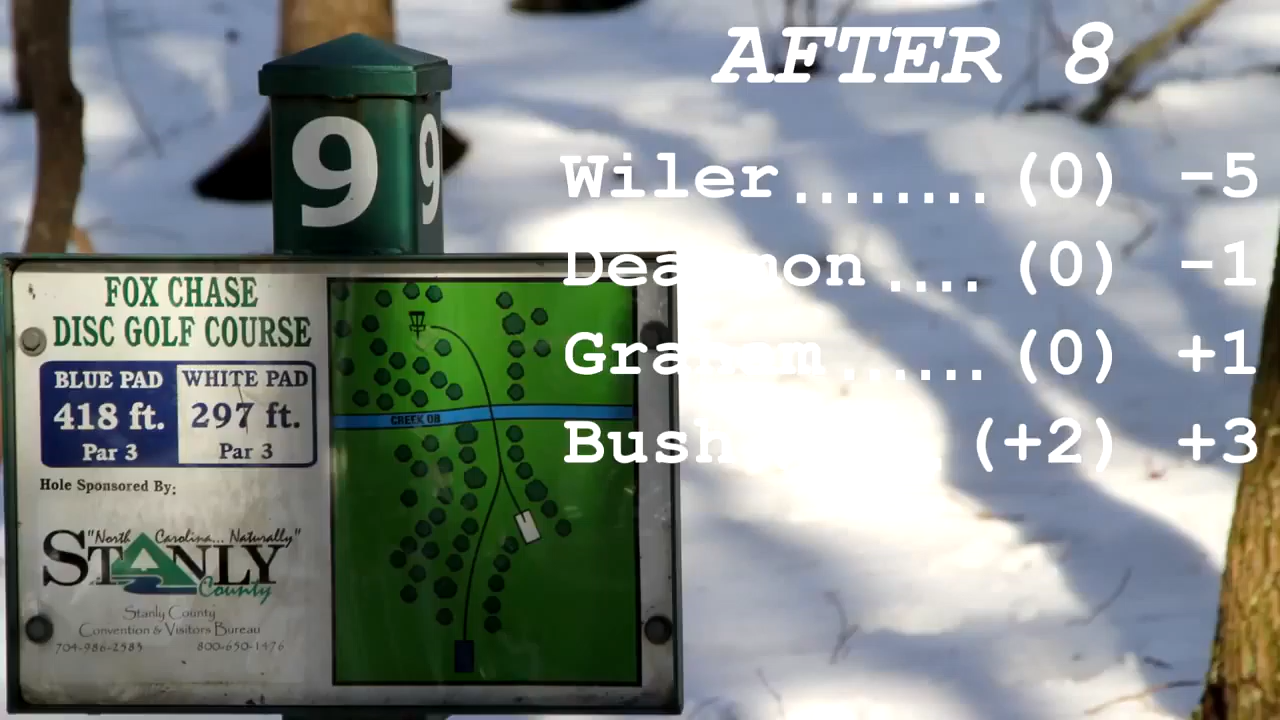 AFTER 8
Wiler........ (0) -5
.... (0) -1
...... (0) +1
(+2) +3
9
9
FOX CHASE
DISC GOLF COURSE
BLUE PAD
418 ft.
Par 3
WHITE PAD
297 ft.
Par 3
CREEK OB
Hole Sponsored By:
"North Carolina... Naturally"
STANLY
County
Stanly County
Convention & Visitors Bureau
704-986-2583 800-650-1476